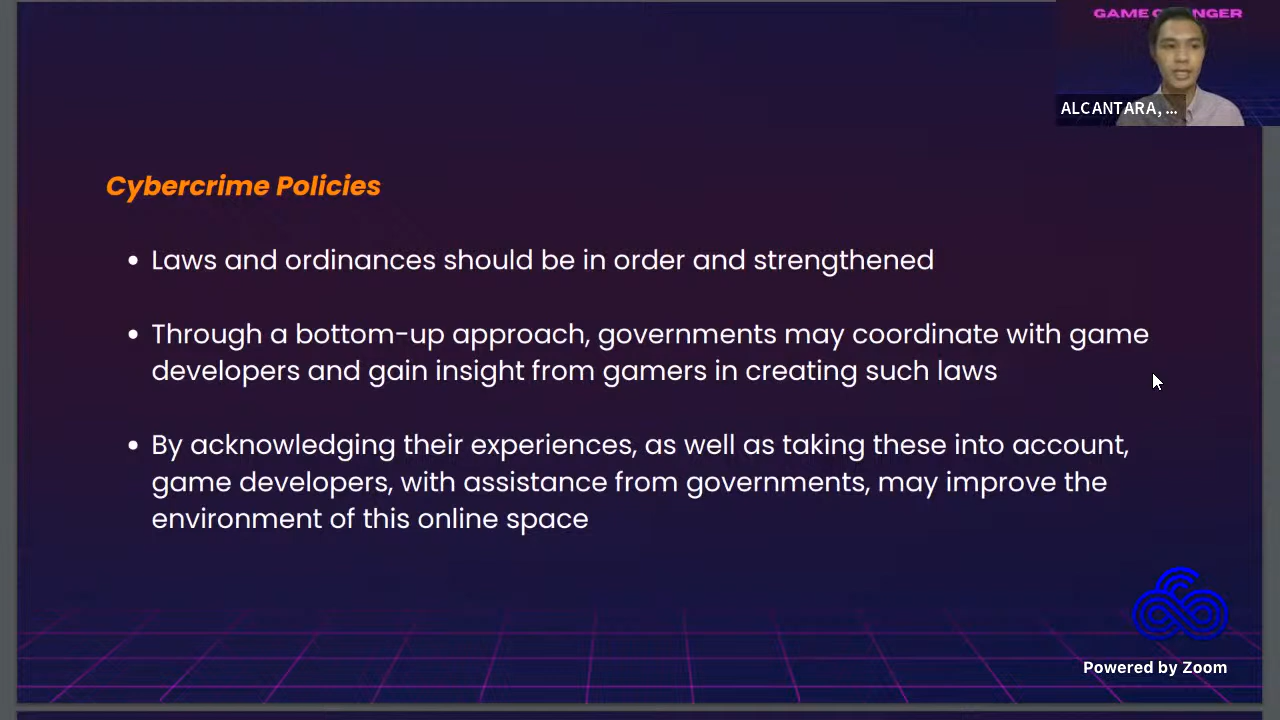 GAME C NGER
ALCANTARA, ...
Cybercrime Policies
• Laws and ordinances should be in order and strengthened
• Through a bottom-up approach, governments may coordinate with game
developers and gain insight from gamers in creating such laws
• By acknowledging their experiences, as well as taking these into account,
game developers, with assistance from governments, may improve the
environment of this online space
Powered by Zoom